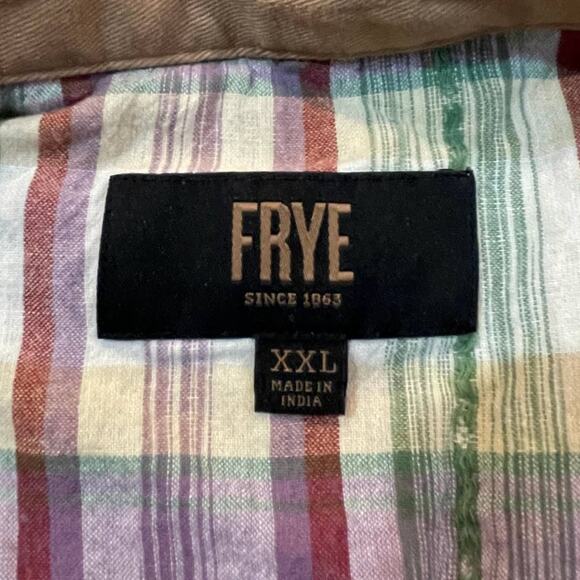 FRYE
SINCE 1863
XXL
MADE IN
INDIA